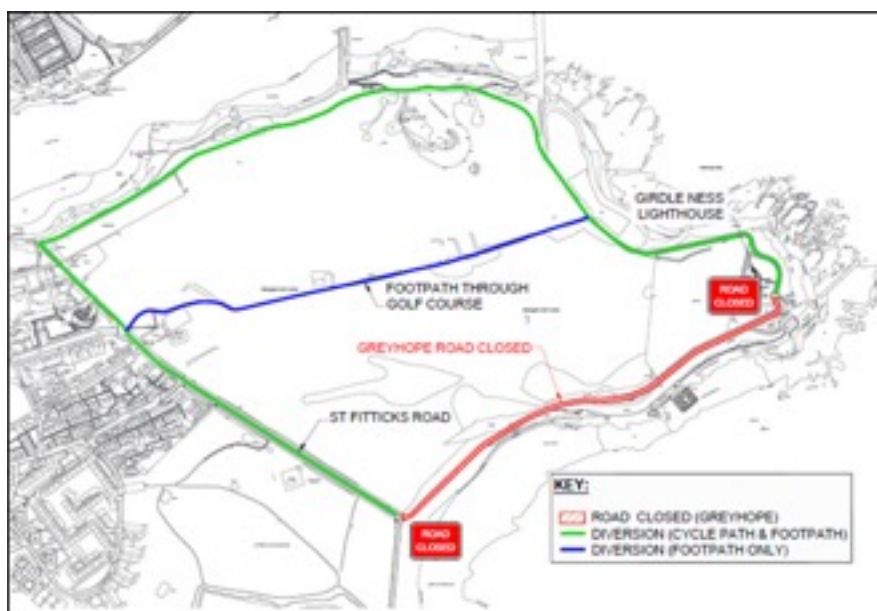 GIRDLE NESS
LIGHTHOUSE
ROAD
CLOSED
FOOTPATH THROUGH
GOLF COURSE
GREYHOPE ROAD CLOSED
ST FITTICKS ROAD
ROAD
CLOSED
KEY:
ROAD CLOSED (GREYHOPE)
DIVERSION (CYCLE PATH & FOOTPATH)
DIVERSION (FOOTPATH ONLY)